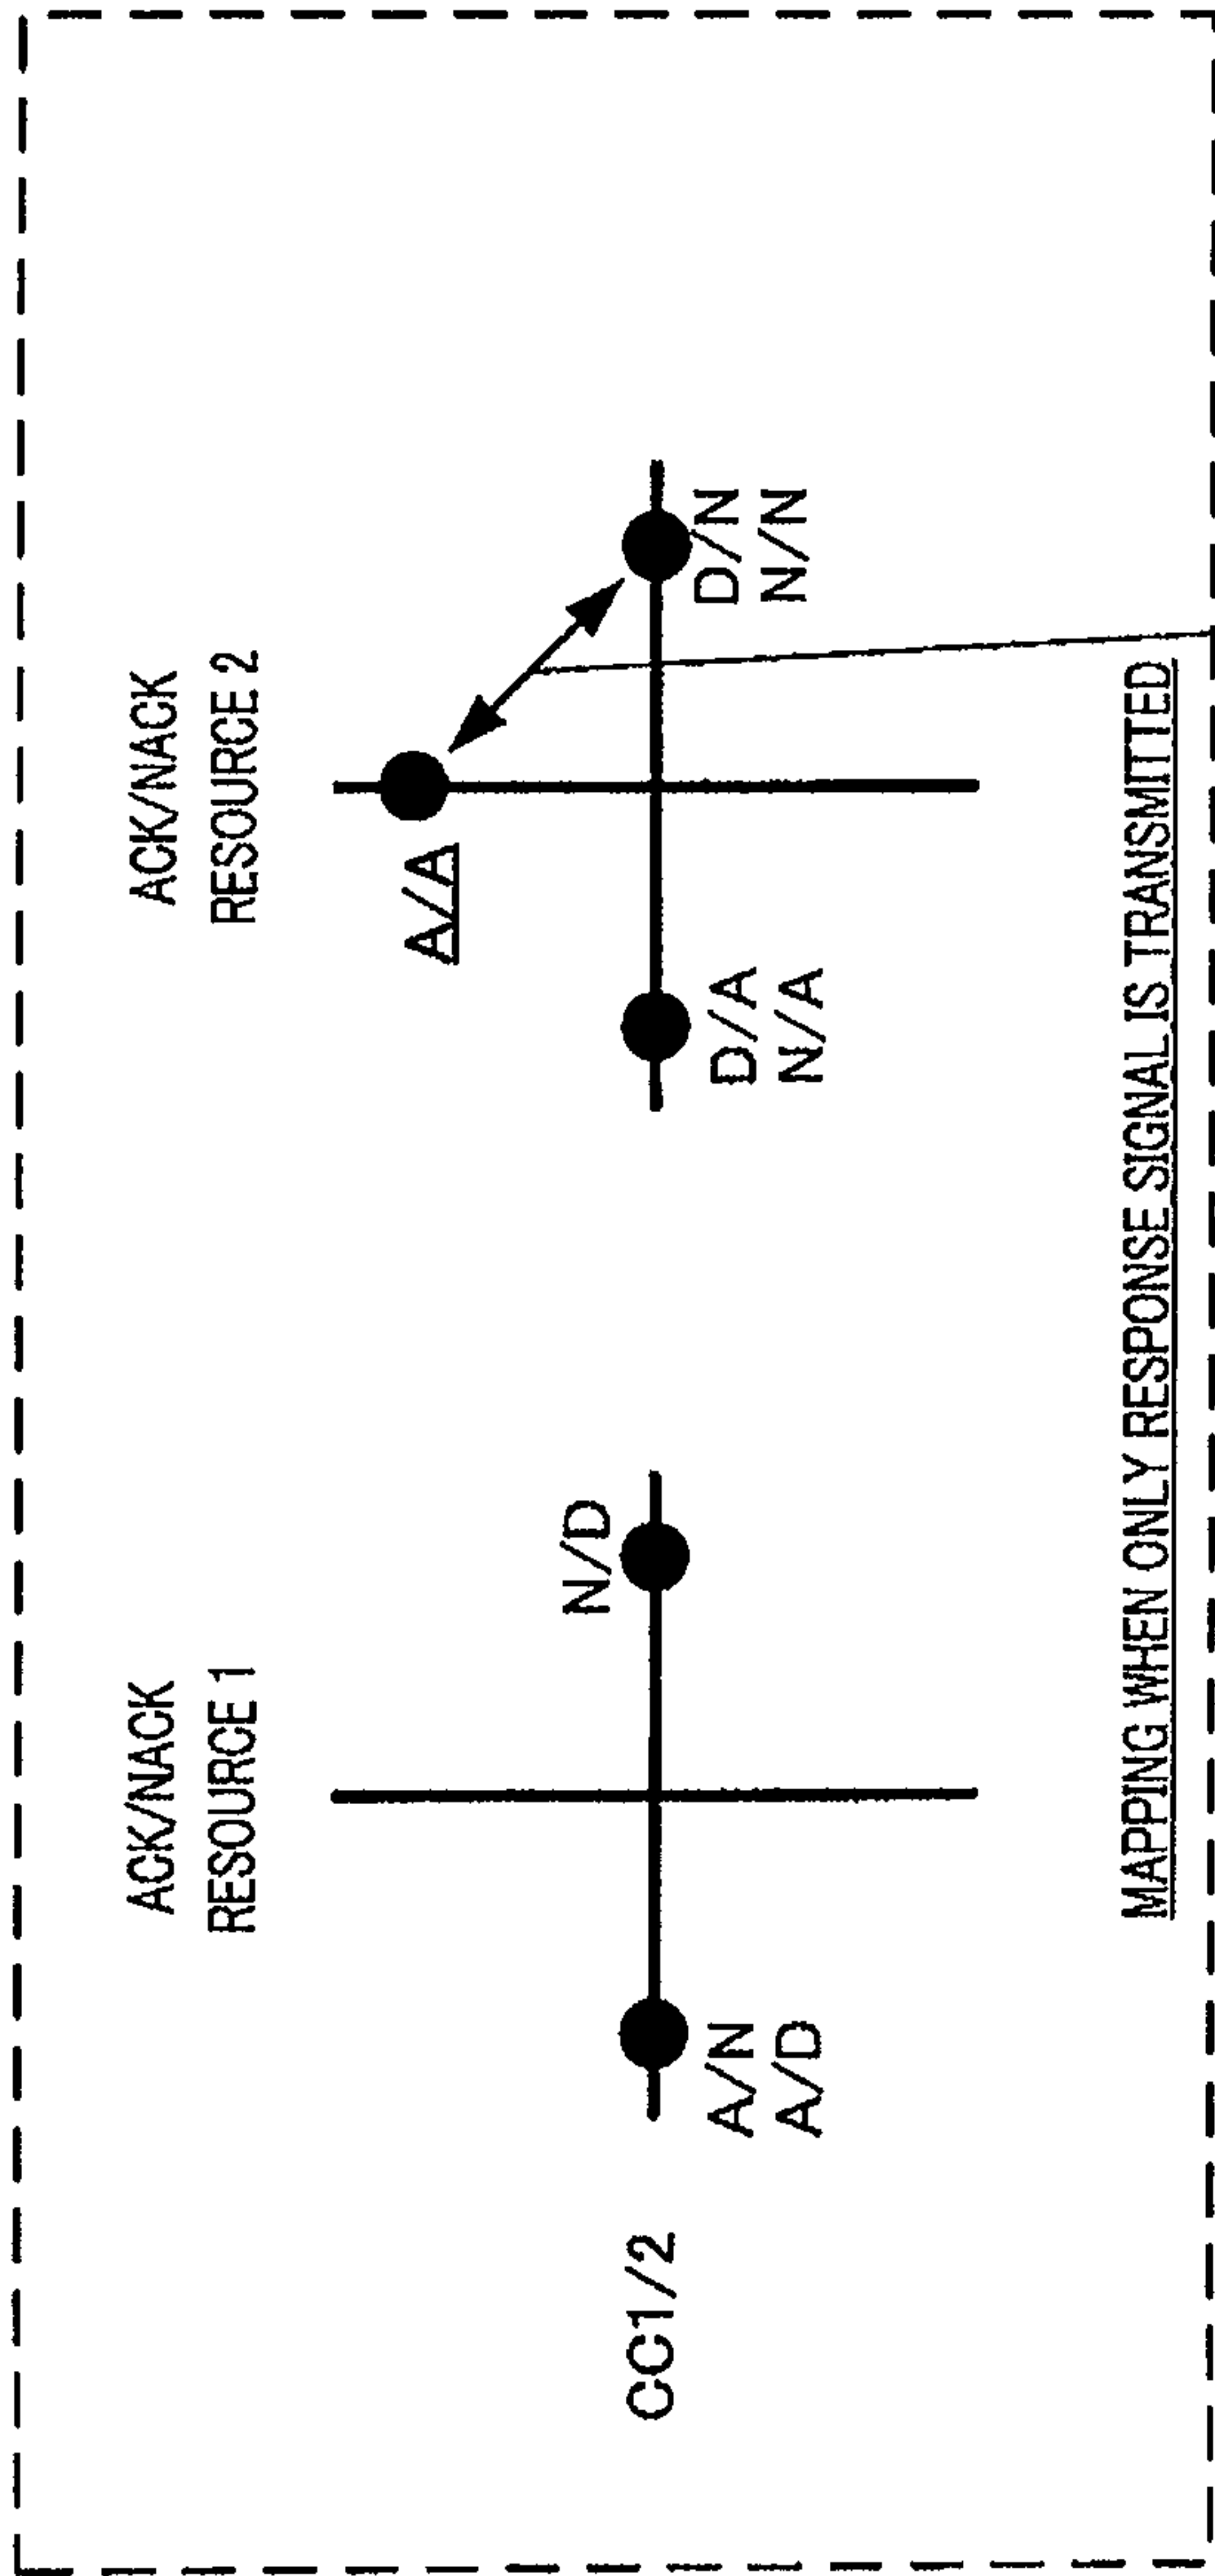 ACK/NACK
RESOURCE 1
ACK/NACK
RESOURCE 2
A/A
N/D
CC1/2
A/N
A/D
D/A
N/A
D/N
N/N
MAPPING WHEN ONLY RESPONSE SIGNAL IS TRANSMITTED